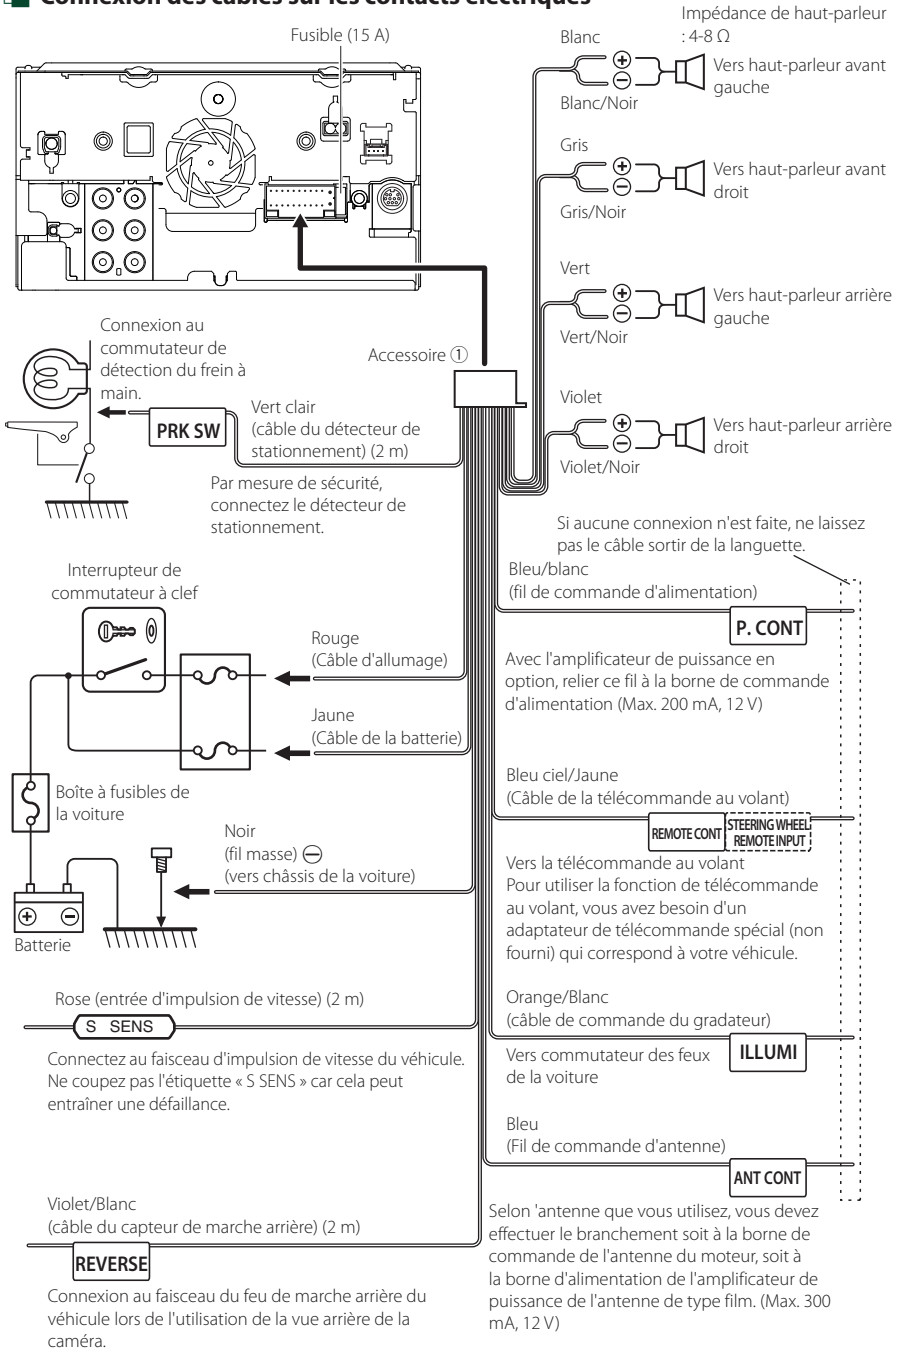 Connexion des câbles sur les contacts électriques
Impédance de haut-parleur
: 4-8 Ω
Fusible (15 A)
Blanc
Vers haut-parleur avant
gauche
Blanc/Noir
Gris
Vers haut-parleur avant
droit
Gris/Noir
Vert
Vers haut-parleur arrière
gauche
Vert/Noir
Violet
Vers haut-parleur arrière
droit
Violet/Noir
Accessoire ①
Connexion au
commutateur de
détection du frein à
main.
PRK SW
Vert clair
(câble du détecteur de
stationnement) (2 m)
Par mesure de sécurité,
connectez le détecteur de
stationnement.
Si aucune connexion n'est faite, ne laissez
pas le câble sortir de la languette.
Interrupteur de
commutateur à clef
Rouge
(Câble d'allumage)
Jaune
(Câble de la batterie)
Boîte à fusibles de
la voiture
Noir
(fil masse) ⊖
(vers châssis de la voiture)
Batterie
Bleu/blanc
(fil de commande d'alimentation)
P. CONT
Avec l'amplificateur de puissance en
option, relier ce fil à la borne de commande
d'alimentation (Max. 200 mA, 12 V)
Bleu ciel/Jaune
(Câble de la télécommande au volant)
REMOTE CONT
STEERING WHEEL
REMOTE INPUT
Vers la télécommande au volant
Pour utiliser la fonction de télécommande
au volant, vous avez besoin d'un
adaptateur de télécommande spécial (non
fourni) qui correspond à votre véhicule.
Rose (entrée d'impulsion de vitesse) (2 m)
S SENS
Connectez au faisceau d'impulsion de vitesse du véhicule.
Ne coupez pas l'étiquette « S SENS » car cela peut
entraîner une défaillance.
Orange/Blanc
(câble de commande du gradateur)
ILLUMI
Vers commutateur des feux
de la voiture
Bleu
(Fil de commande d'antenne)
ANT CONT
Selon 'antenne que vous utilisez, vous devez
effectuer le branchement soit à la borne de
commande de l'antenne du moteur, soit à
la borne d'alimentation de l'amplificateur de
puissance de l'antenne de type film. (Max. 300
mA, 12 V)
Violet/Blanc
(câble du capteur de marche arrière) (2 m)
REVERSE
Connexion au faisceau du feu de marche arrière du
véhicule lors de l'utilisation de la vue arrière de la
caméra.